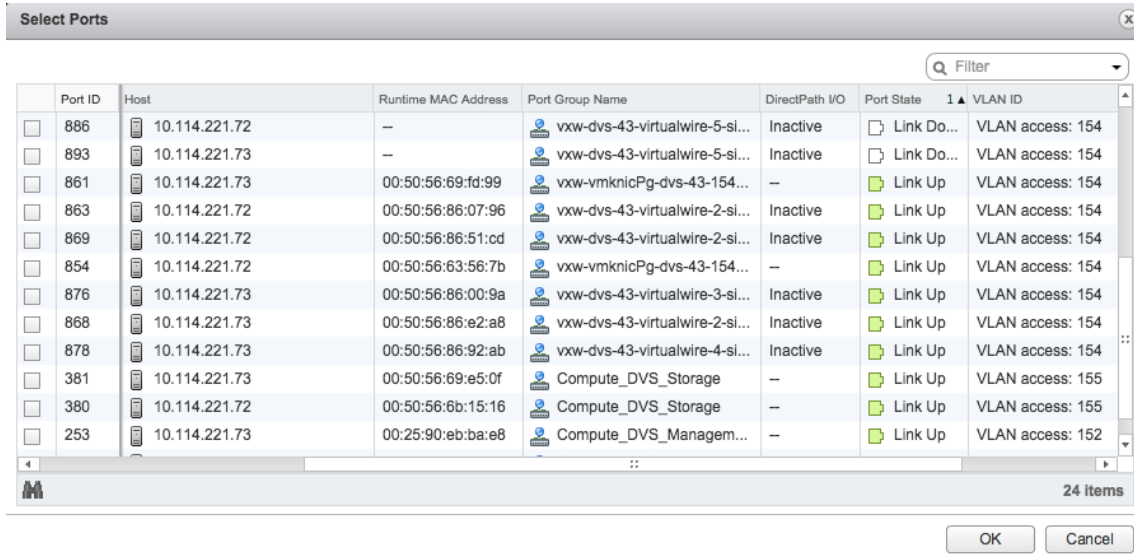 Select Ports
Filter
Port ID Host Runtime MAC Address Port Group Name DirectPath I/O Port State 1 ▲ VLAN ID
886 10.114.221.72 -- vxw-dvs-43-virtualwire-5-si... Inactive Link Do... VLAN access: 154
893 10.114.221.73 -- vxw-dvs-43-virtualwire-5-si... Inactive Link Do... VLAN access: 154
861 10.114.221.73 00:50:56:69:fd:99 vxw-vmknicPg-dvs-43-154... -- Link Up VLAN access: 154
863 10.114.221.72 00:50:56:86:07:96 vxw-dvs-43-virtualwire-2-si... Inactive Link Up VLAN access: 154
869 10.114.221.72 00:50:56:86:51:cd vxw-dvs-43-virtualwire-2-si... Inactive Link Up VLAN access: 154
854 10.114.221.72 00:50:56:63:56:7b vxw-vmknicPg-dvs-43-154... -- Link Up VLAN access: 154
876 10.114.221.73 00:50:56:86:00:9a vxw-dvs-43-virtualwire-3-si... Inactive Link Up VLAN access: 154
868 10.114.221.73 00:50:56:86:e2:a8 vxw-dvs-43-virtualwire-2-si... Inactive Link Up VLAN access: 154
878 10.114.221.73 00:50:56:86:92:ab vxw-dvs-43-virtualwire-4-si... Inactive Link Up VLAN access: 154
381 10.114.221.73 00:50:56:69:e5:0f Compute_DVS_Storage -- Link Up VLAN access: 155
380 10.114.221.72 00:50:56:6b:15:16 Compute_DVS_Storage -- Link Up VLAN access: 155
253 10.114.221.73 00:25:90:eb:ba:e8 Compute_DVS_Managem... -- Link Up VLAN access: 152
24 items
OK Cancel